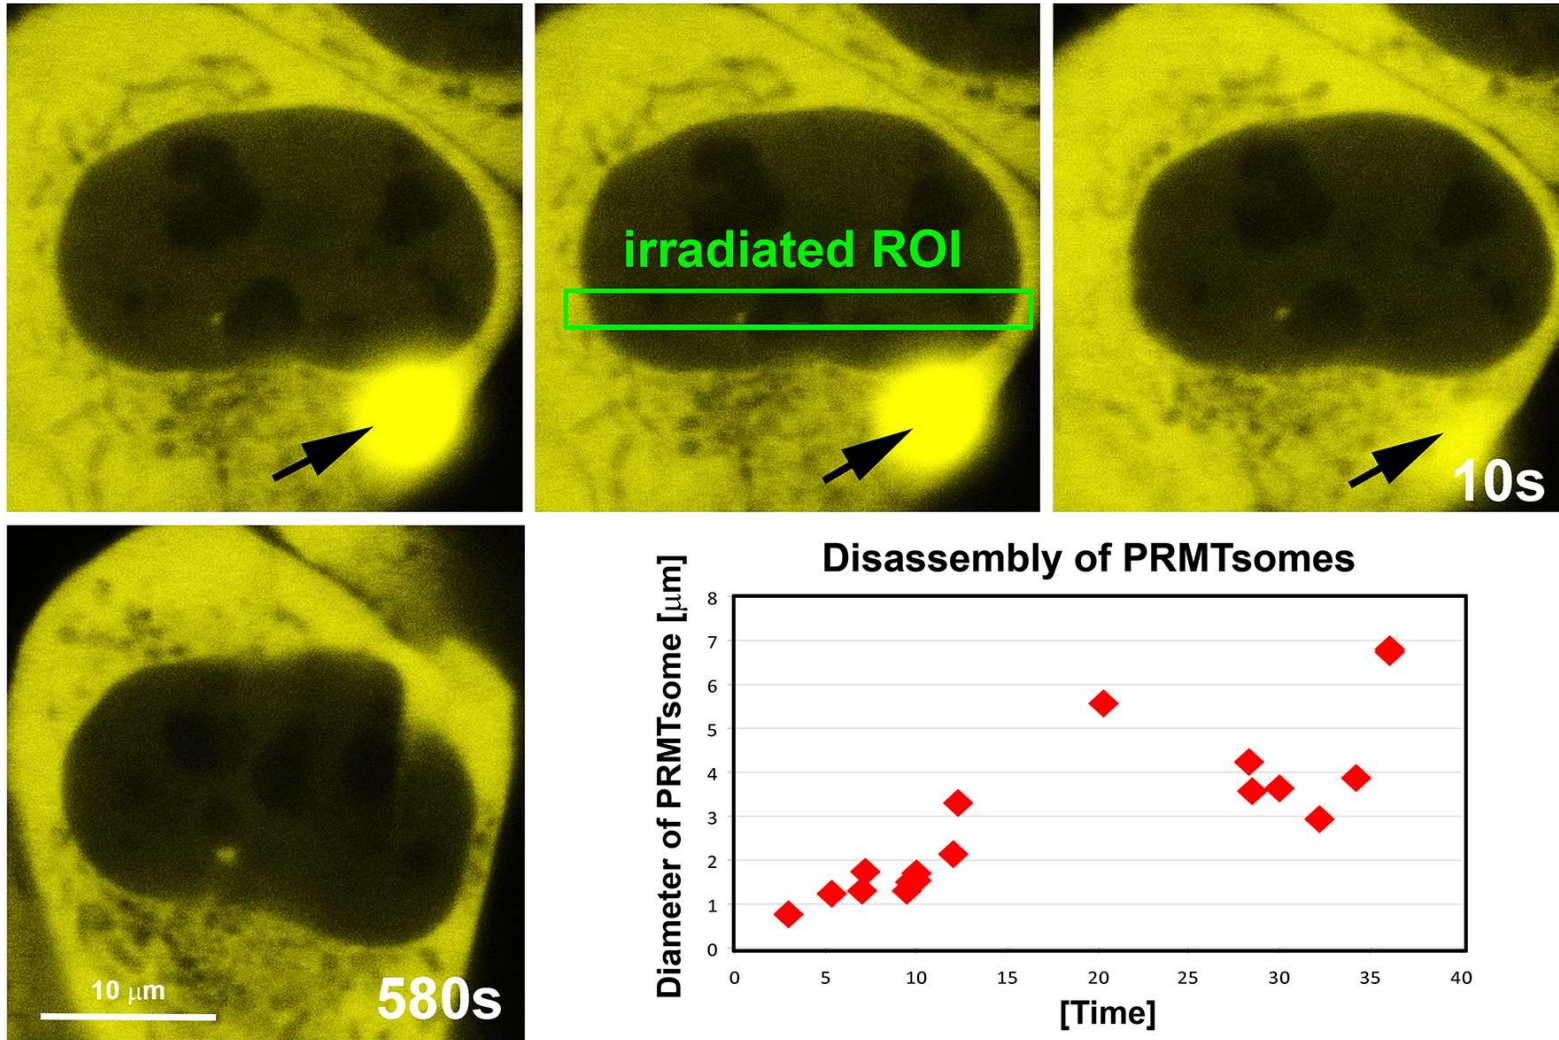 irradiated ROI
10s
10 μm
580s
Disassembly of PRMTsomes
Diameter of PRMTsome [μm]
8
7
6
5
4
3
2
1
0
0 5 10 15 20 25 30 35 40
[Time]